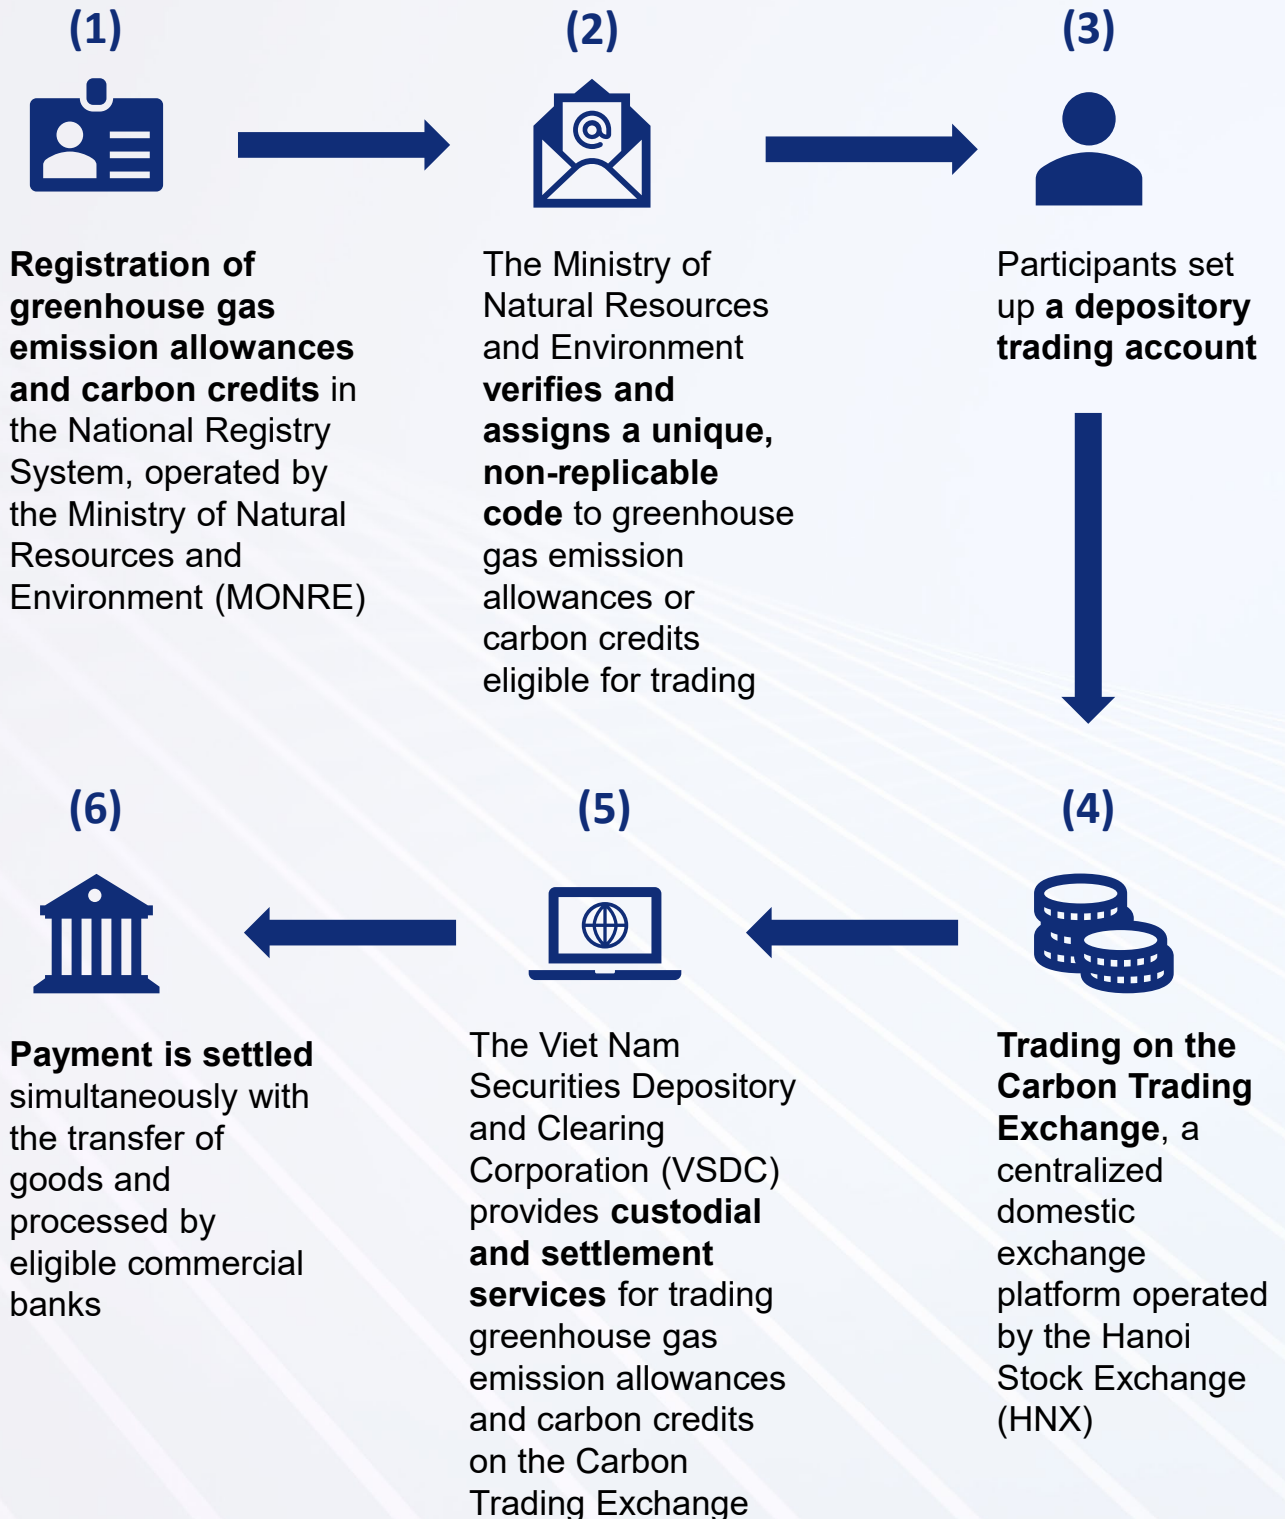 (1)
Registration of
greenhouse gas
emission allowances
and carbon credits in
the National Registry
System, operated by
the Ministry of Natural
Resources and
Environment (MONRE)
(2)
@
The Ministry of
Natural Resources
and Environment
verifies and
assigns a unique,
non-replicable
code to greenhouse
gas emission
allowances or
carbon credits
eligible for trading
(3)
Participants set
up a depository
trading account
(4)
Trading on the
Carbon Trading
Exchange, a
centralized
domestic
exchange
platform operated
by the Hanoi
Stock Exchange
(HNX)
(5)
The Viet Nam
Securities Depository
and Clearing
Corporation (VSDC)
provides custodial
and settlement
services for trading
greenhouse gas
emission allowances
and carbon credits
on the Carbon
Trading Exchange
(6)
Payment is settled
simultaneously with
the transfer of
goods and
processed by
eligible commercial
banks